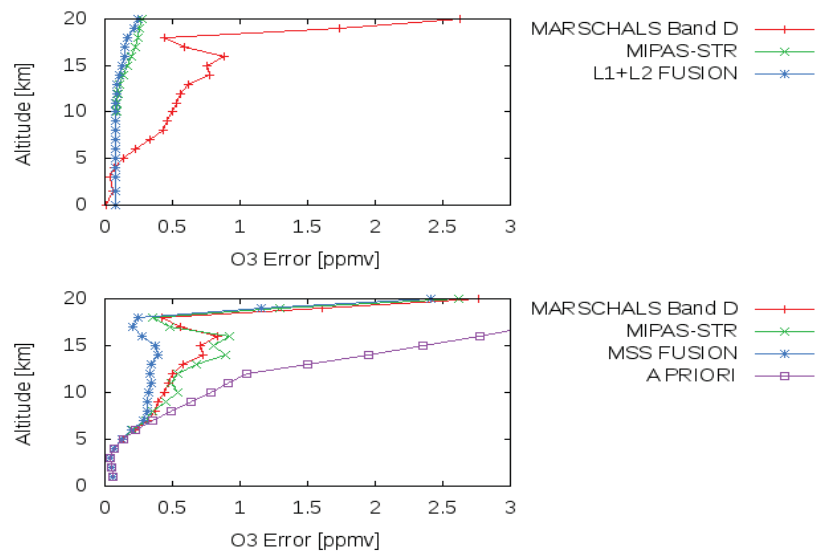 20
15
10
5
0
Altitude [km]
0
0.5
1
1.5
2
2.5
3
O3 Error [ppmv]
MARSCHALS Band D
MIPAS-STR
L1+L2 FUSION
20
15
10
5
0
Altitude [km]
0
0.5
1
1.5
2
2.5
3
O3 Error [ppmv]
MARSCHALS Band D
MIPAS-STR
MSS FUSION
A PRIORI